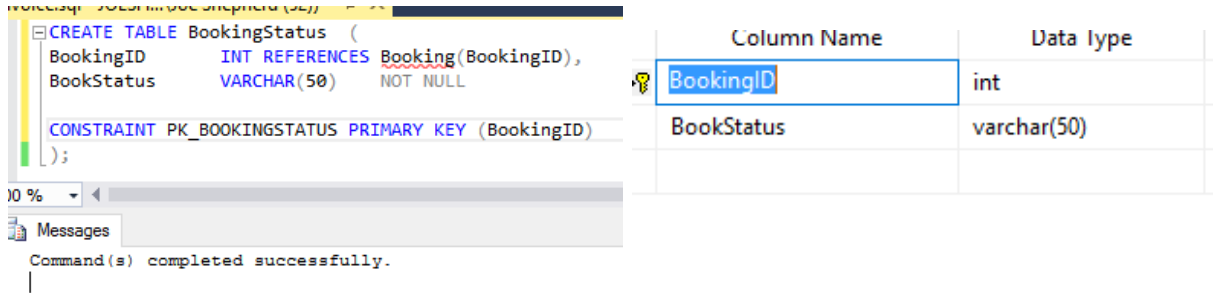 CREATE TABLE BookingStatus (
BookingID INT REFERENCES Booking(BookingID),
BookStatus VARCHAR(50) NOT NULL
CONSTRAINT PK_BOOKINGSTATUS PRIMARY KEY (BookingID)
);
Messages
Command(s) completed successfully.
Column Name Data Type
BookingID int
BookStatus varchar(50)